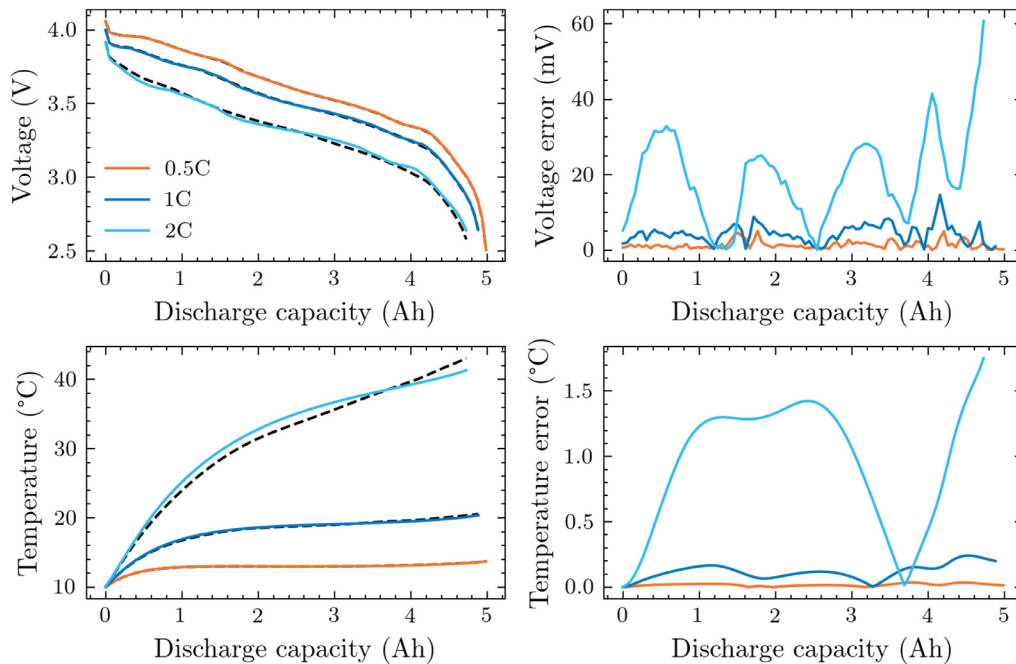 4.0
3.5
3.0
2.5
Voltage (V)
0.5C
1C
2C
0 1 2 3 4 5
Discharge capacity (Ah)
60
40
20
0
Voltage error (mV)
0 1 2 3 4 5
Discharge capacity (Ah)
40
30
20
10
Temperature (°C)
0 1 2 3 4 5
Discharge capacity (Ah)
1.5
1.0
0.5
0.0
Temperature error (°C)
0 1 2 3 4 5
Discharge capacity (Ah)